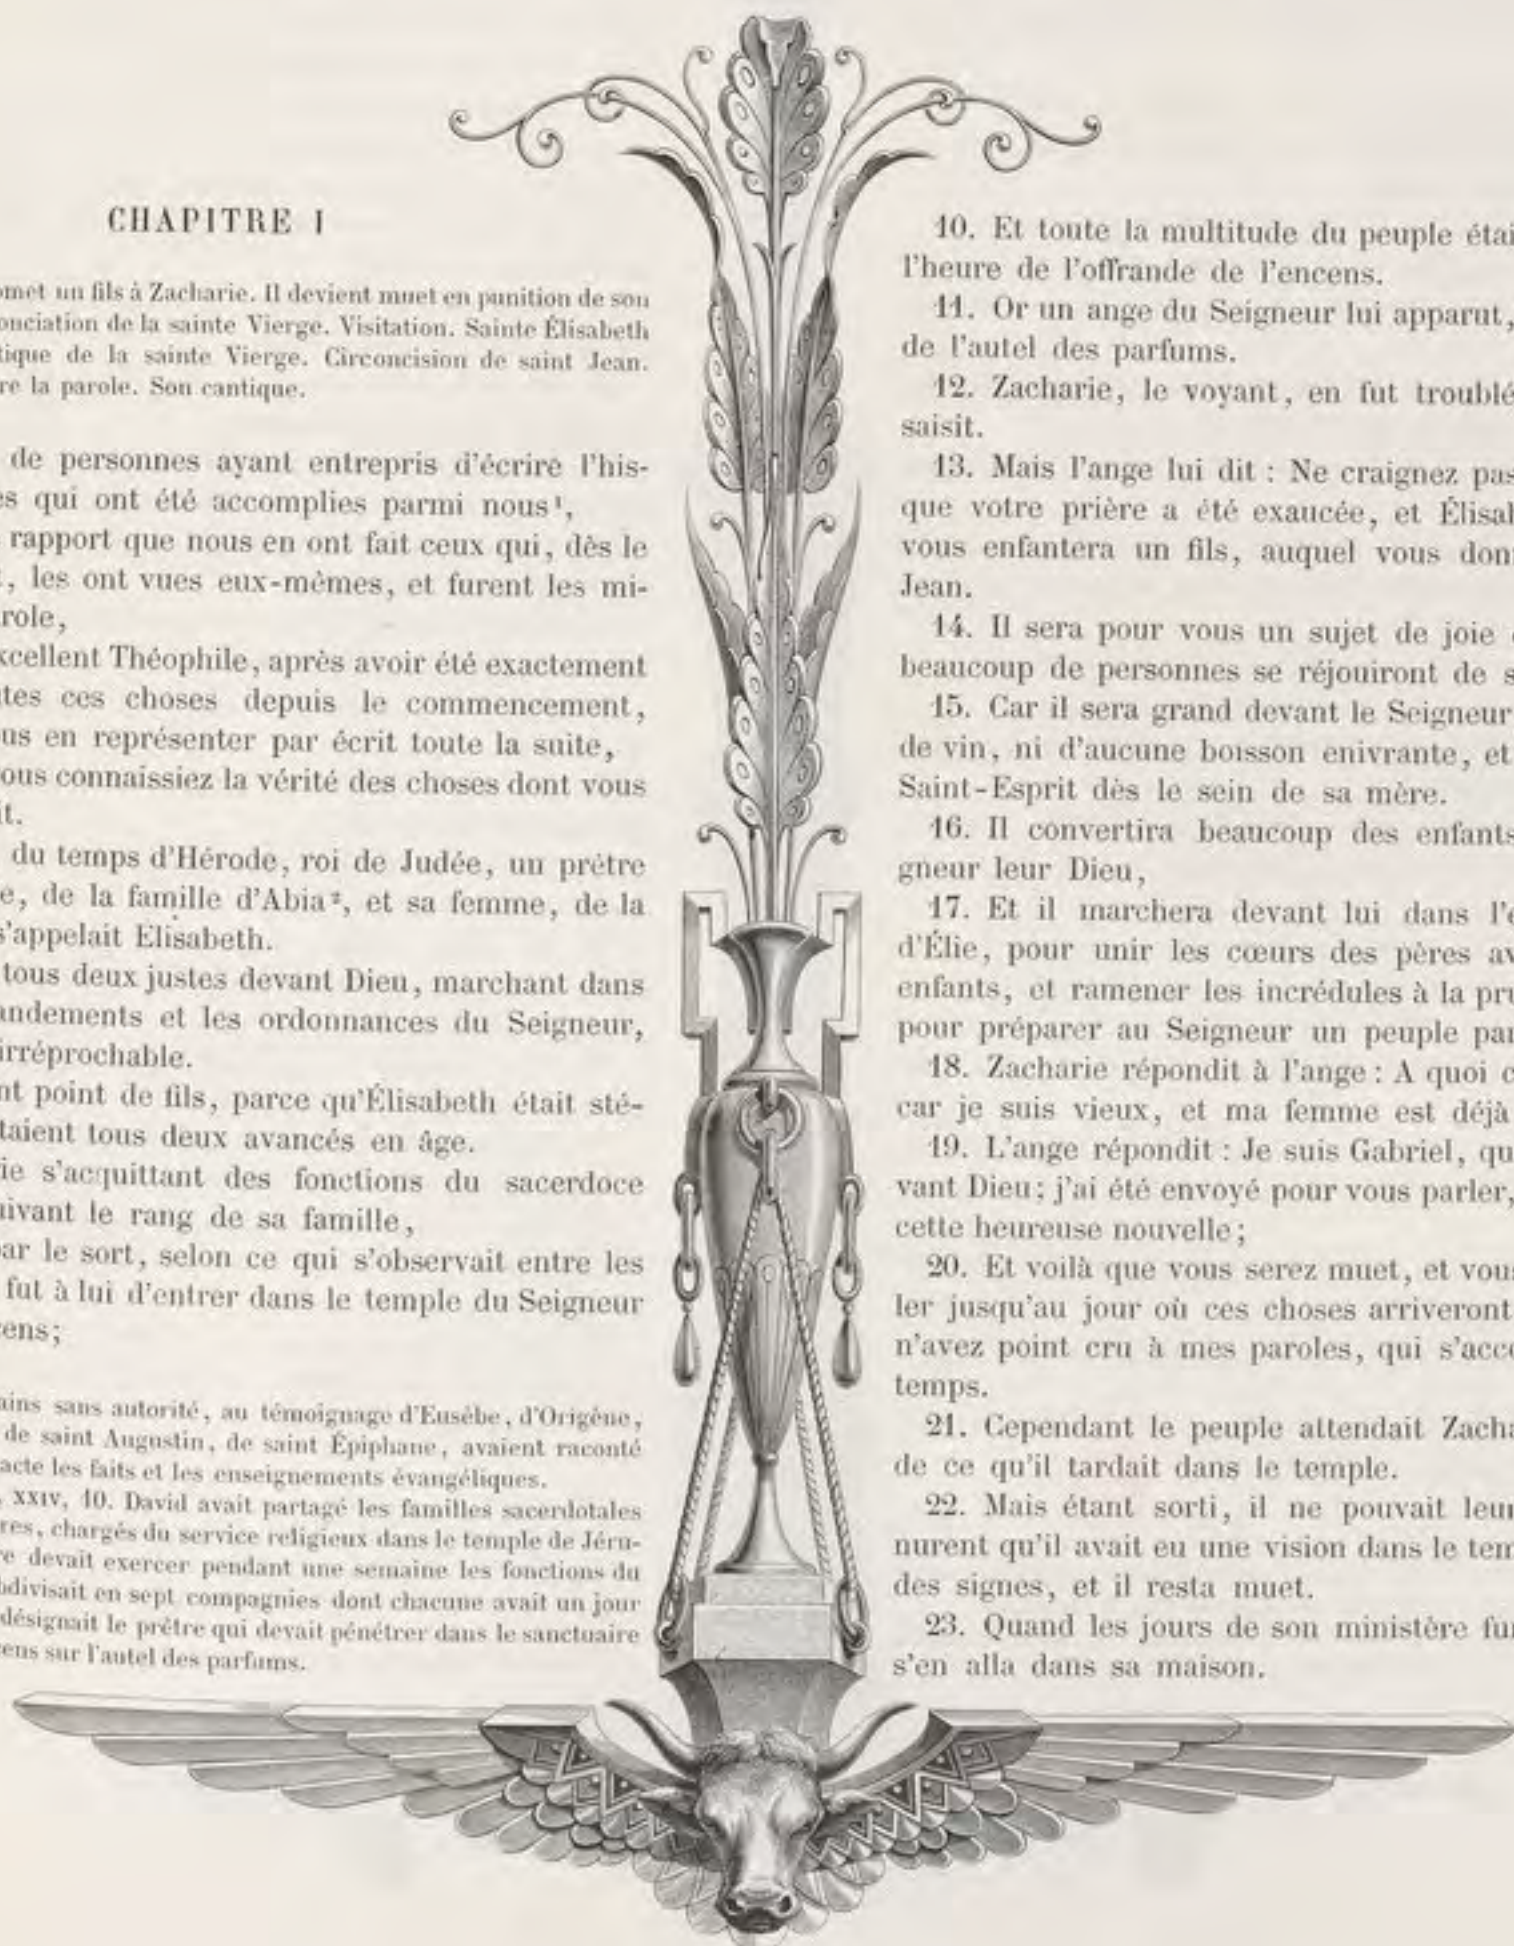 CHAPITRE I
omet un fils à Zacharie. Il devient muet en punition de son
onciation de la sainte Vierge. Visitation. Sainte Élisabeth
tique de la sainte Vierge. Circoncision de saint Jean.
re la parole. Son cantique.
de personnes ayant entrepris d'écrire l'his-
es qui ont été accomplies parmi nous¹,
rapport que nous en ont fait ceux qui, dès le
, les ont vues eux-mêmes, et furent les mi-
role,
xcellent Théophile, après avoir été exactement
tes ces choses depuis le commencement,
us en représenter par écrit toute la suite,
ous connaissiez la vérité des choses dont vous
it.
du temps d'Hérode, roi de Judée, un prêtre
e, de la famille d'Abia², et sa femme, de la
s'appelait Elisabeth.
tous deux justes devant Dieu, marchant dans
andements et les ordonnances du Seigneur,
irréprochable.
nt point de fils, parce qu'Élisabeth était sté-
taient tous deux avancés en âge.
ie s'acquittant des fonctions du sacerdoce
uivant le rang de sa famille,
par le sort, selon ce qui s'observait entre les
fut à lui d'entrer dans le temple du Seigneur
ens;
ains sans autorité, au témoignage d'Eusèbe, d'Origène,
de saint Augustin, de saint Épiphane, avaient raconté
acte les faits et les enseignements évangéliques.
, XXIV, 10. David avait partagé les familles sacerdotales
res, chargés du service religieux dans le temple de Jéru-
re devait exercer pendant une semaine les fonctions du
bdivisait en sept compagnies dont chacune avait un jour
désignait le prêtre qui devait pénétrer dans le sanctuaire
ens sur l'autel des parfums.
10. Et toute la multitude du peuple étai
l'heure de l'offrande de l'encens.
11. Or un ange du Seigneur lui apparut,
de l'autel des parfums.
12. Zacharie, le voyant, en fut troublé
saisit.
13. Mais l'ange lui dit : Ne craignez pas
que votre prière a été exaucée, et Élisab
vous enfantera un fils, auquel vous donn
Jean.
14. Il sera pour vous un sujet de joie e
beaucoup de personnes se réjouiront de s
15. Car il sera grand devant le Seigneur
de vin, ni d'aucune boisson enivrante, et
Saint-Esprit dès le sein de sa mère.
16. Il convertira beaucoup des enfants
gneur leur Dieu,
17. Et il marchera devant lui dans l'e
d'Élie, pour unir les cœurs des pères av
enfants, et ramener les incrédules à la pru
pour préparer au Seigneur un peuple par
18. Zacharie répondit à l'ange : A quoi c
car je suis vieux, et ma femme est déjà
19. L'ange répondit : Je suis Gabriel, qu
vant Dieu; j'ai été envoyé pour vous parler,
cette heureuse nouvelle;
20. Et voilà que vous serez muet, et vous
ler jusqu'au jour où ces choses arriveront
n'avez point cru à mes paroles, qui s'acco
temps.
21. Cependant le peuple attendait Zacha
de ce qu'il tardait dans le temple.
22. Mais étant sorti, il ne pouvait leur
nurent qu'il avait eu une vision dans le tem
des signes, et il resta muet.
23. Quand les jours de son ministère fur
s'en alla dans sa maison.